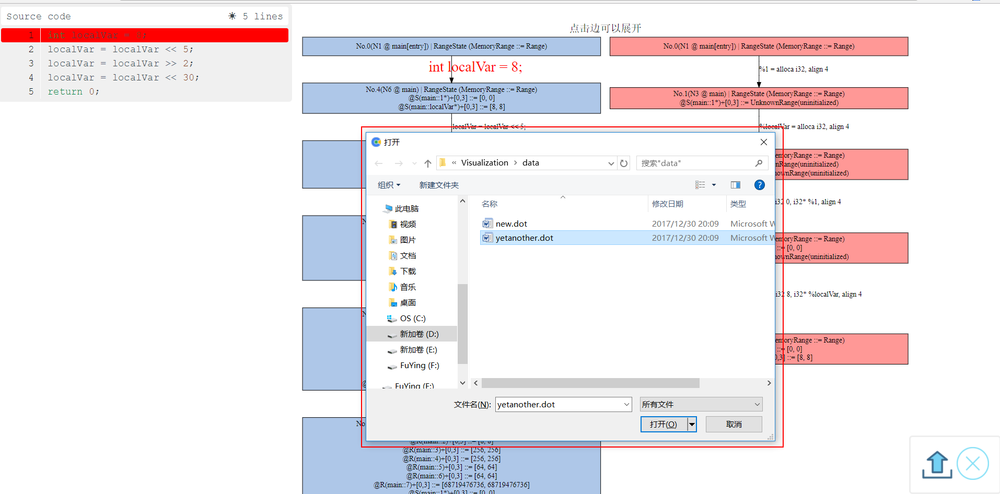 Source code
5 lines
1 int localVar = 8;
2 localVar = localVar << 5;
3 localVar = localVar >> 2;
4 localVar = localVar << 30;
5 return 0;
点击边可以展开
No.0(N1 @ main[entry]) | RangeState (MemoryRange ::= Range)
int localVar = 8;
No.4(N6 @ main) | RangeState (MemoryRange ::= Range)
@S(main::1*)+[0,3] ::= [0, 0]
@S(main::localVar*)+[0,3] ::= [8, 8]
localVar = localVar << 5;
No.0(N1 @ main[entry]) | RangeState (MemoryRange ::= Range)
%1 = alloca i32, align 4
No.1(N3 @ main) | RangeState (MemoryRange ::= Range)
@S(main::1*)+[0,3] ::= UnknownRange(uninitialized)
%localVar = alloca i32, align 4
emoryRange ::= Range)
nRange(uninitialized)
ownRange(uninitialized)
i32 0, i32* %1, align 4
emoryRange ::= Range)
::= [0, 0]
ownRange(uninitialized)
i32 8, i32* %localVar, align 4
emoryRange ::= Range)
::= [0, 0]
0,3] ::= [8, 8]
打开
« Visualization › data
搜索"data"
组织
新建文件夹
?
此电脑
视频
图片
文档
下载
音乐
桌面
OS (C:)
新加卷 (D:)
新加卷 (E:)
FuYing (F:)
FuYing (F:)
名称 修改日期 类型
new.dot 2017/12/30 20:09 Microsoft W
yetanother.dot 2017/12/30 20:09 Microsoft W
文件名(N): yetanother.dot
所有文件
打开(O)
取消
No
@R(main::2)+[0,3] ::= [8, 8]
@R(main::3)+[0,3] ::= [256, 256]
@R(main::4)+[0,3] ::= [256, 256]
@R(main::5)+[0,3] ::= [64, 64]
@R(main::6)+[0,3] ::= [64, 64]
@R(main::7)+[0,3] ::= [68719476736, 68719476736]
@S(main::1*)+[0,3] ::= [0, 0]